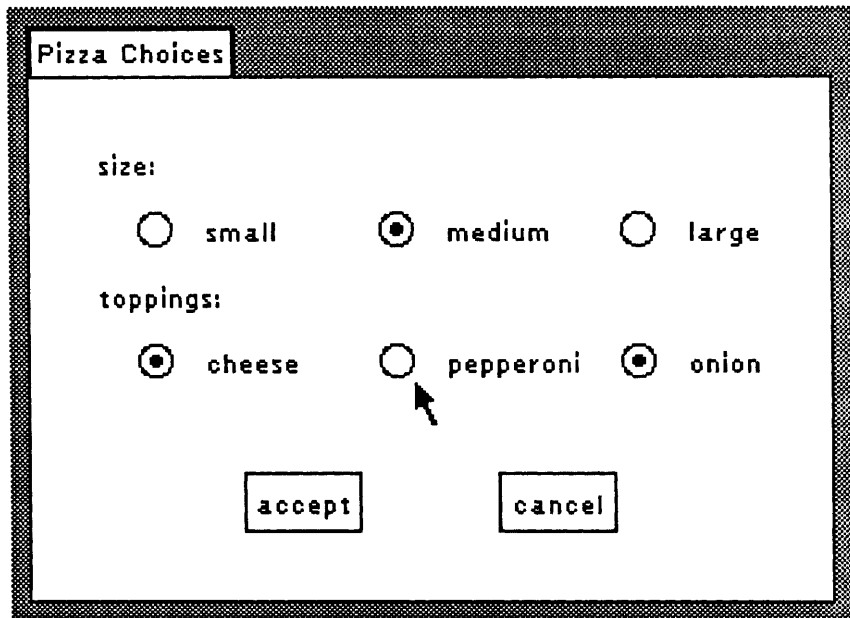 Pizza Choices
size:
small medium large
toppings:
cheese pepperoni onion
accept cancel